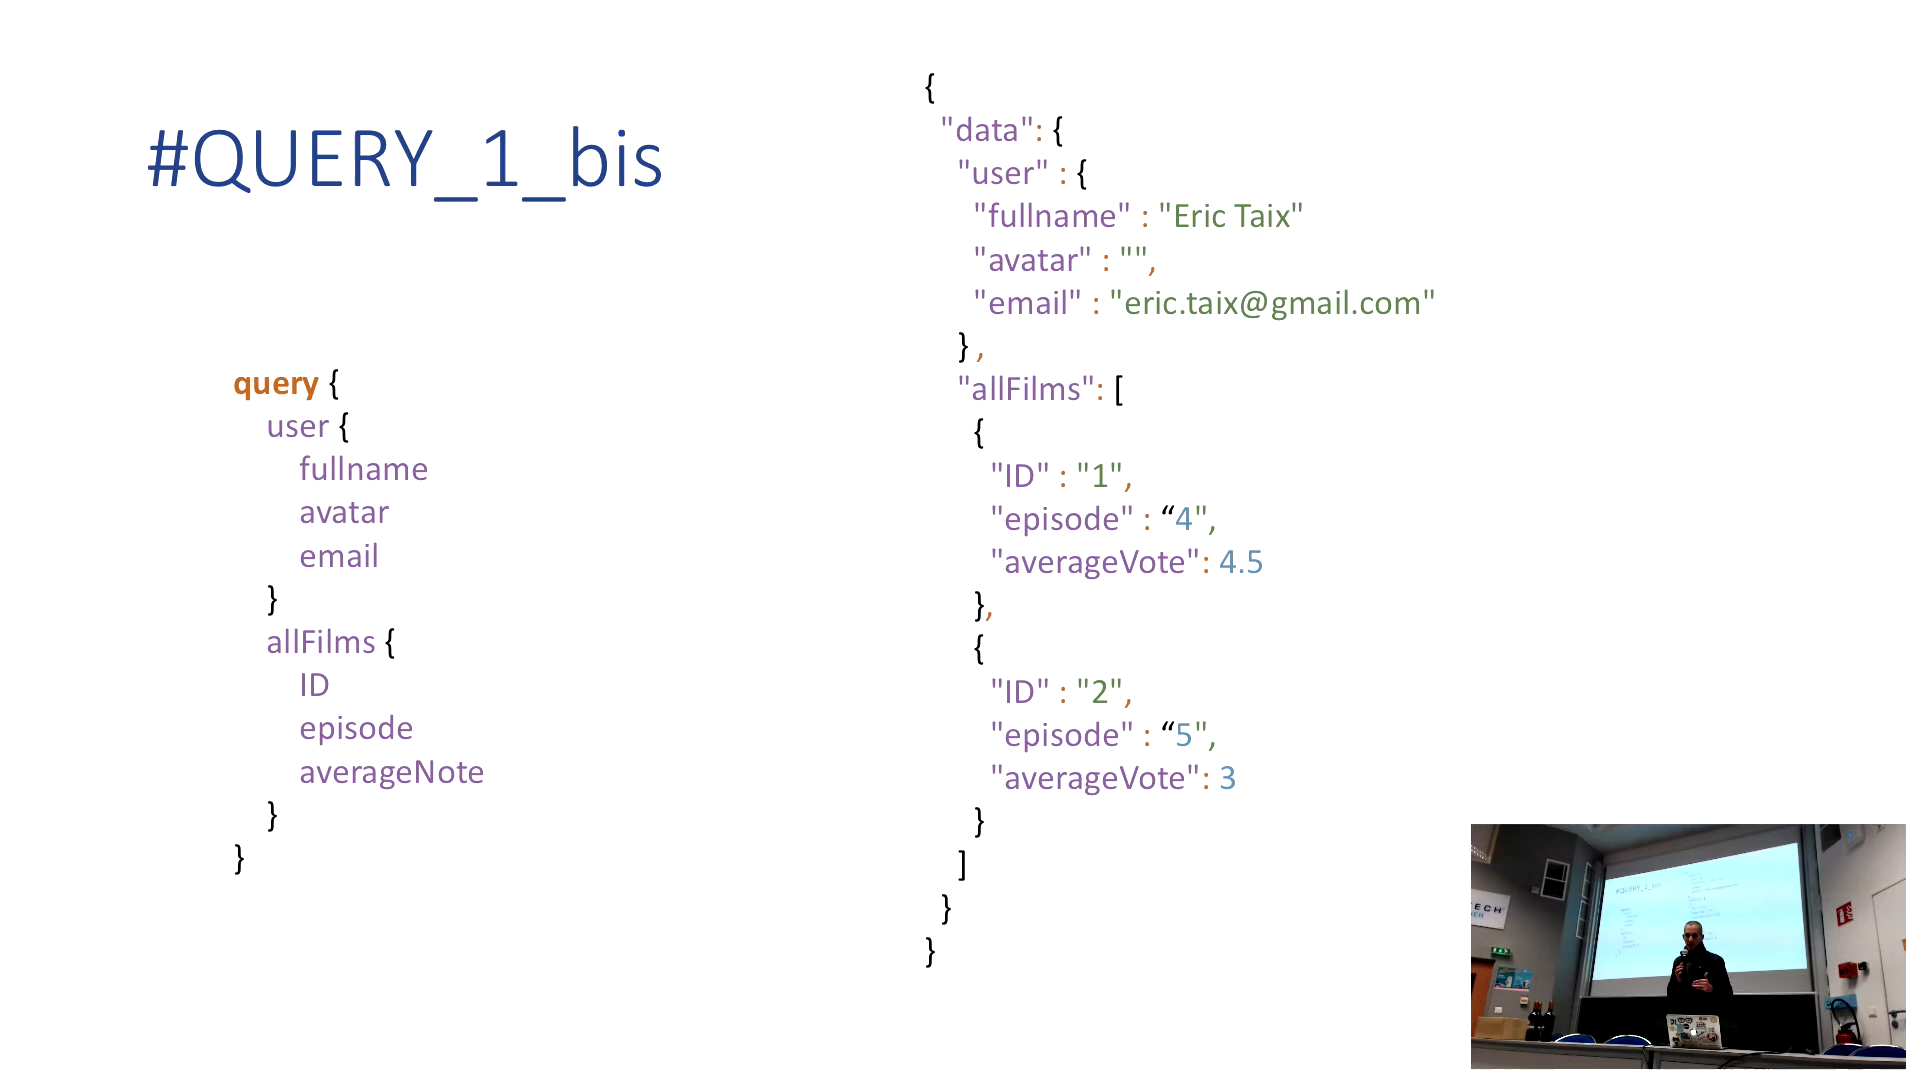 #QUERY_1_bis
query {
user {
fullname
avatar
email
}
allFilms {
ID
episode
averageNote
}
}
{
"data": {
"user" : {
"fullname" : "Eric Taix"
"avatar" : "",
"email" : "eric.taix@gmail.com"
} ,
"allFilms": [
{
"ID" : "1",
"episode" : “4",
"averageVote": 4.5
},
{
"ID" : "2",
"episode" : “5",
"averageVote": 3
}
]
}
}